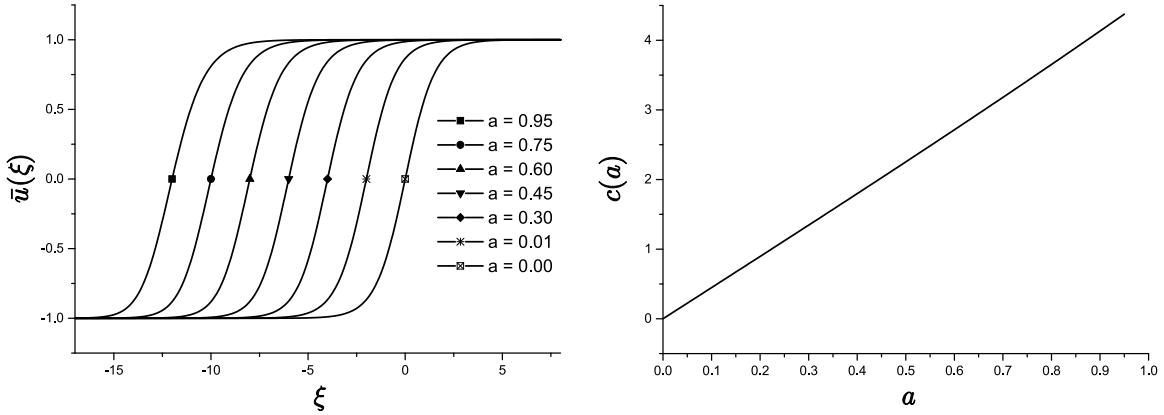 1.0
0.5
0.0
-0.5
-1.0
ū(ξ)
-15
-10
-5
0
5
ξ
a = 0.95
a = 0.75
a = 0.60
a = 0.45
a = 0.30
a = 0.01
a = 0.00
4
3
2
1
0
c(a)
0.0 0.1 0.2 0.3 0.4 0.5 0.6 0.7 0.8 0.9 1.0
a